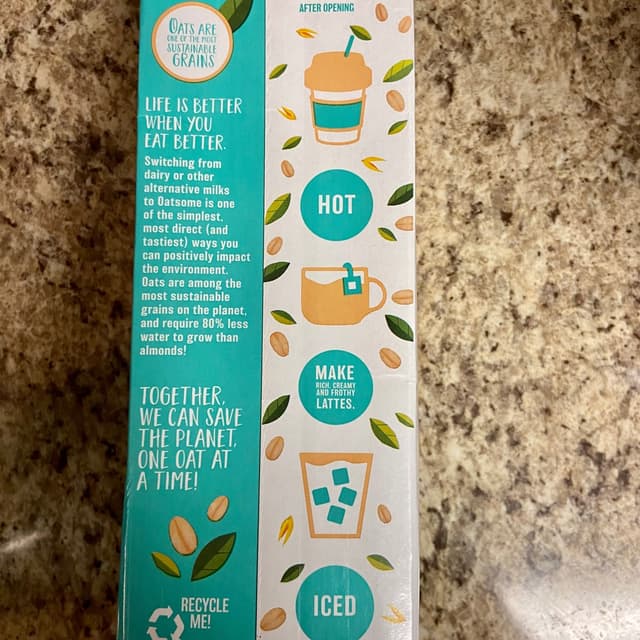 OATS ARE
ONE OF THE MOST
SUSTAINABLE
GRAINS
LIFE IS BETTER
WHEN YOU
EAT BETTER.
Switching from
dairy or other
alternative milks
to Oatsome is one
of the simplest,
most direct (and
tastiest) ways you
can positively impact
the environment.
Oats are among the
most sustainable
grains on the planet,
and require 80% less
water to grow than
almonds!
TOGETHER,
WE CAN SAVE
THE PLANET,
ONE OAT AT
A TIME!
RECYCLE
ME!
AFTER OPENING
HOT
MAKE
RICH, CREAMY
AND FROTHY
LATTES.
ICED